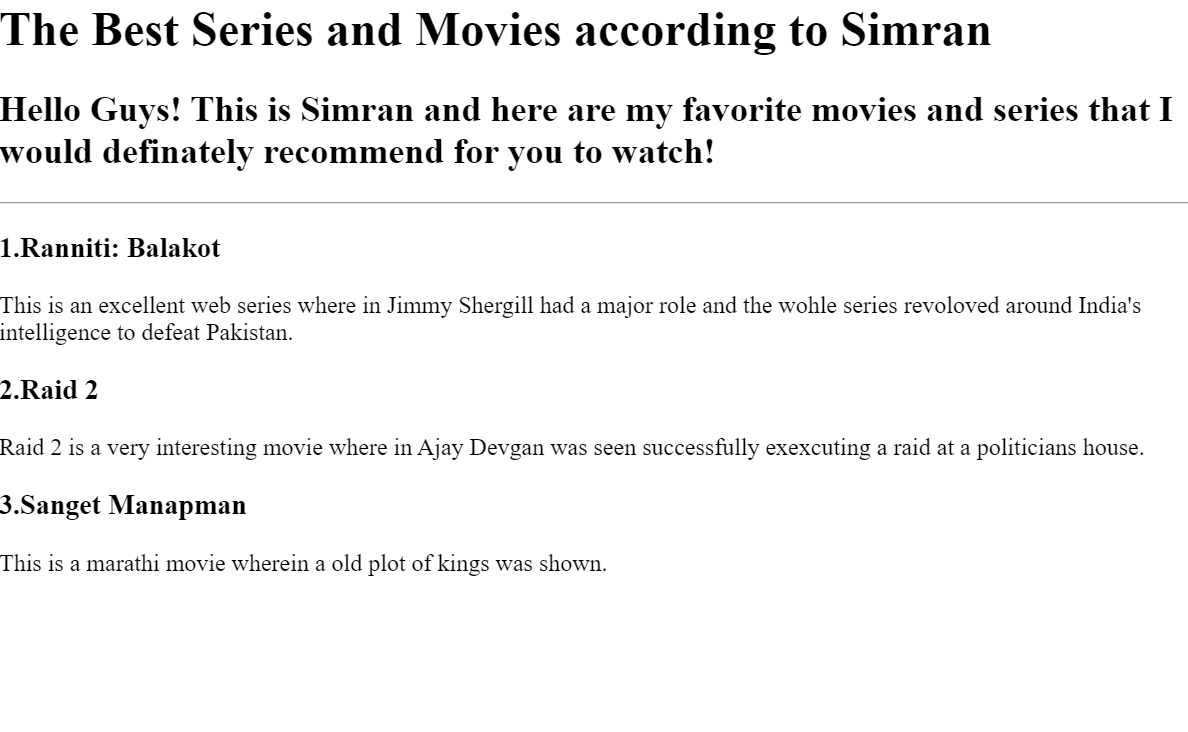 The Best Series and Movies according to Simran
Hello Guys! This is Simran and here are my favorite movies and series that I
would definately recommend for you to watch!
1.Ranniti: Balakot
This is an excellent web series where in Jimmy Shergill had a major role and the wohle series revoloved around India's
intelligence to defeat Pakistan.
2.Raid 2
Raid 2 is a very interesting movie where in Ajay Devgan was seen successfully exexcuting a raid at a politicians house.
3.Sanget Manapman
This is a marathi movie wherein a old plot of kings was shown.